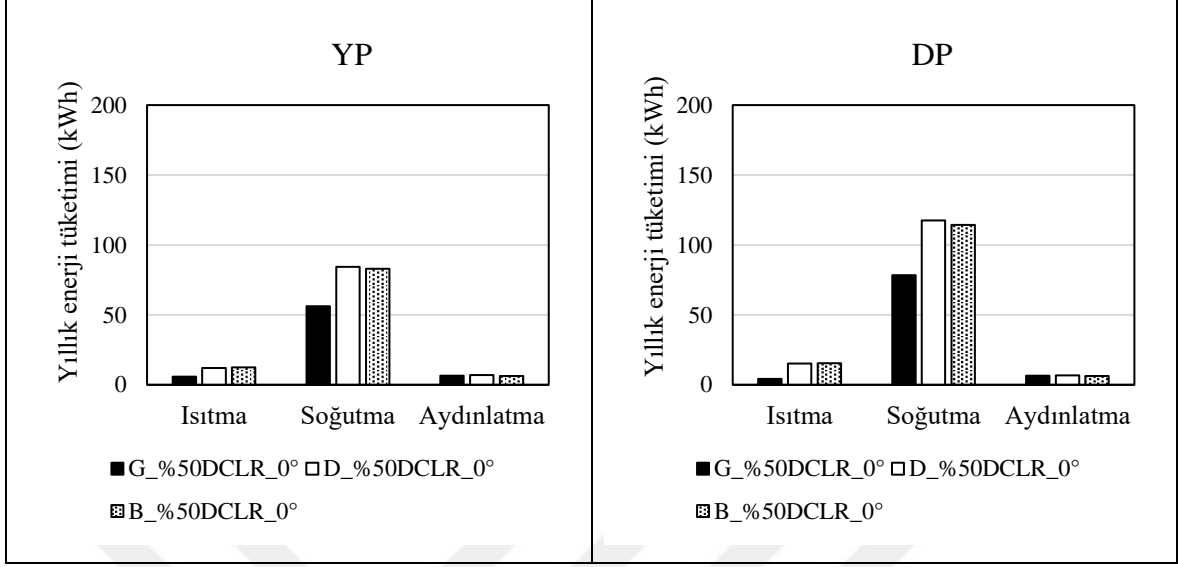 YP
Yıllık enerji tüketimi (kWh)
200
150
100
50
0
Isıtma Soğutma Aydınlatma
G_%50DCLR_0° D_%50DCLR_0°
B_%50DCLR_0°
DP
Yıllık enerji tüketimi (kWh)
200
150
100
50
0
Isıtma Soğutma Aydınlatma
G_%50DCLR_0° D_%50DCLR_0°
B_%50DCLR_0°